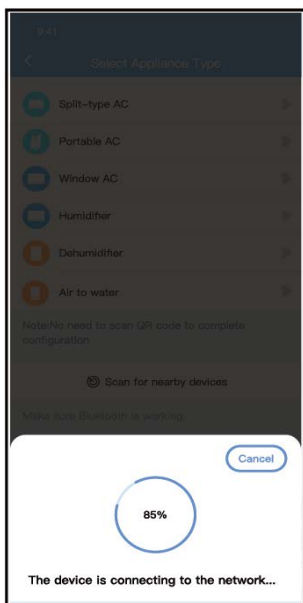 9:41
Select Appliance Type:
Split-type AC
Portable AC
Window AC
Humidifier
Dehumidifier
Air to water
Note:No need to scan QR code to complete
configuration
Scan for nearby devices
Make sure Bluetooth is working.
Cancel
85%
The device is connecting to the network...